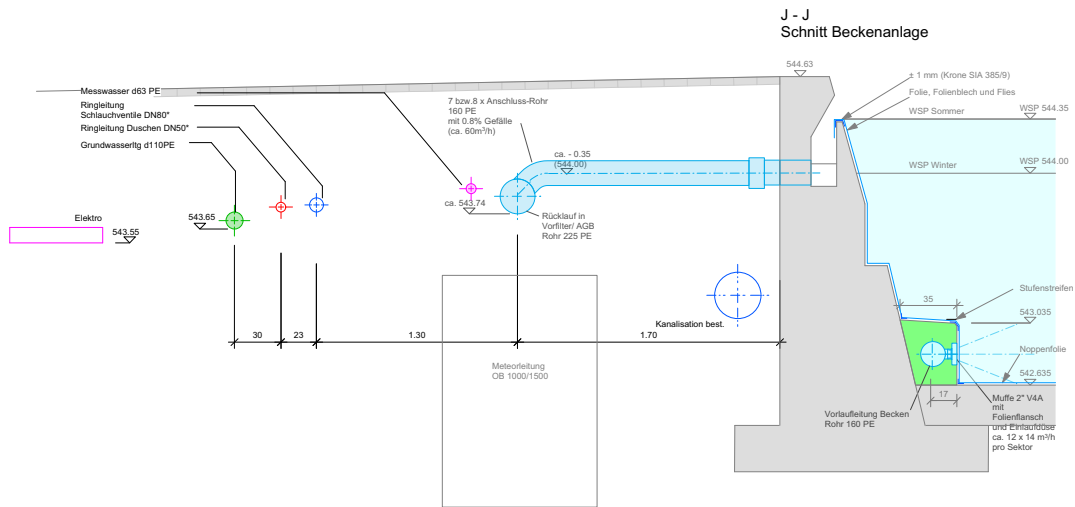 J - J
Schnitt Beckenanlage
544.63
± 1 mm (Krone SIA 385/9)
Folie, Folienblech und Flies
Messwasser d63 PE
Ringleitung
Schlauchventile DN80*
Ringleitung Duschen DN50*
Grundwasserltg d110PE
7 bzw.8 x Anschluss-Rohr
160 PE
mit 0.8% Gefälle
(ca. 60m³/h)
WSP Sommer
WSP 544.35
ca. - 0.35
(544.00)
WSP Winter
WSP 544.00
ca. 543.74
Rücklauf in
Vorfilter/ AGB
Rohr 225 PE
Elektro
543.65
543.55
Stufenstreifen
35
543.035
Kanalisation best.
30
23
1.30
1.70
Noppenfolie
Meteorleitung
OB 1000/1500
542.635
17
Vorlaufleitung Becken
Rohr 160 PE
Muffe 2" V4A
mit
Folienflansch
und Einlaufdüse
ca. 12 x 14 m³/h
pro Sektor